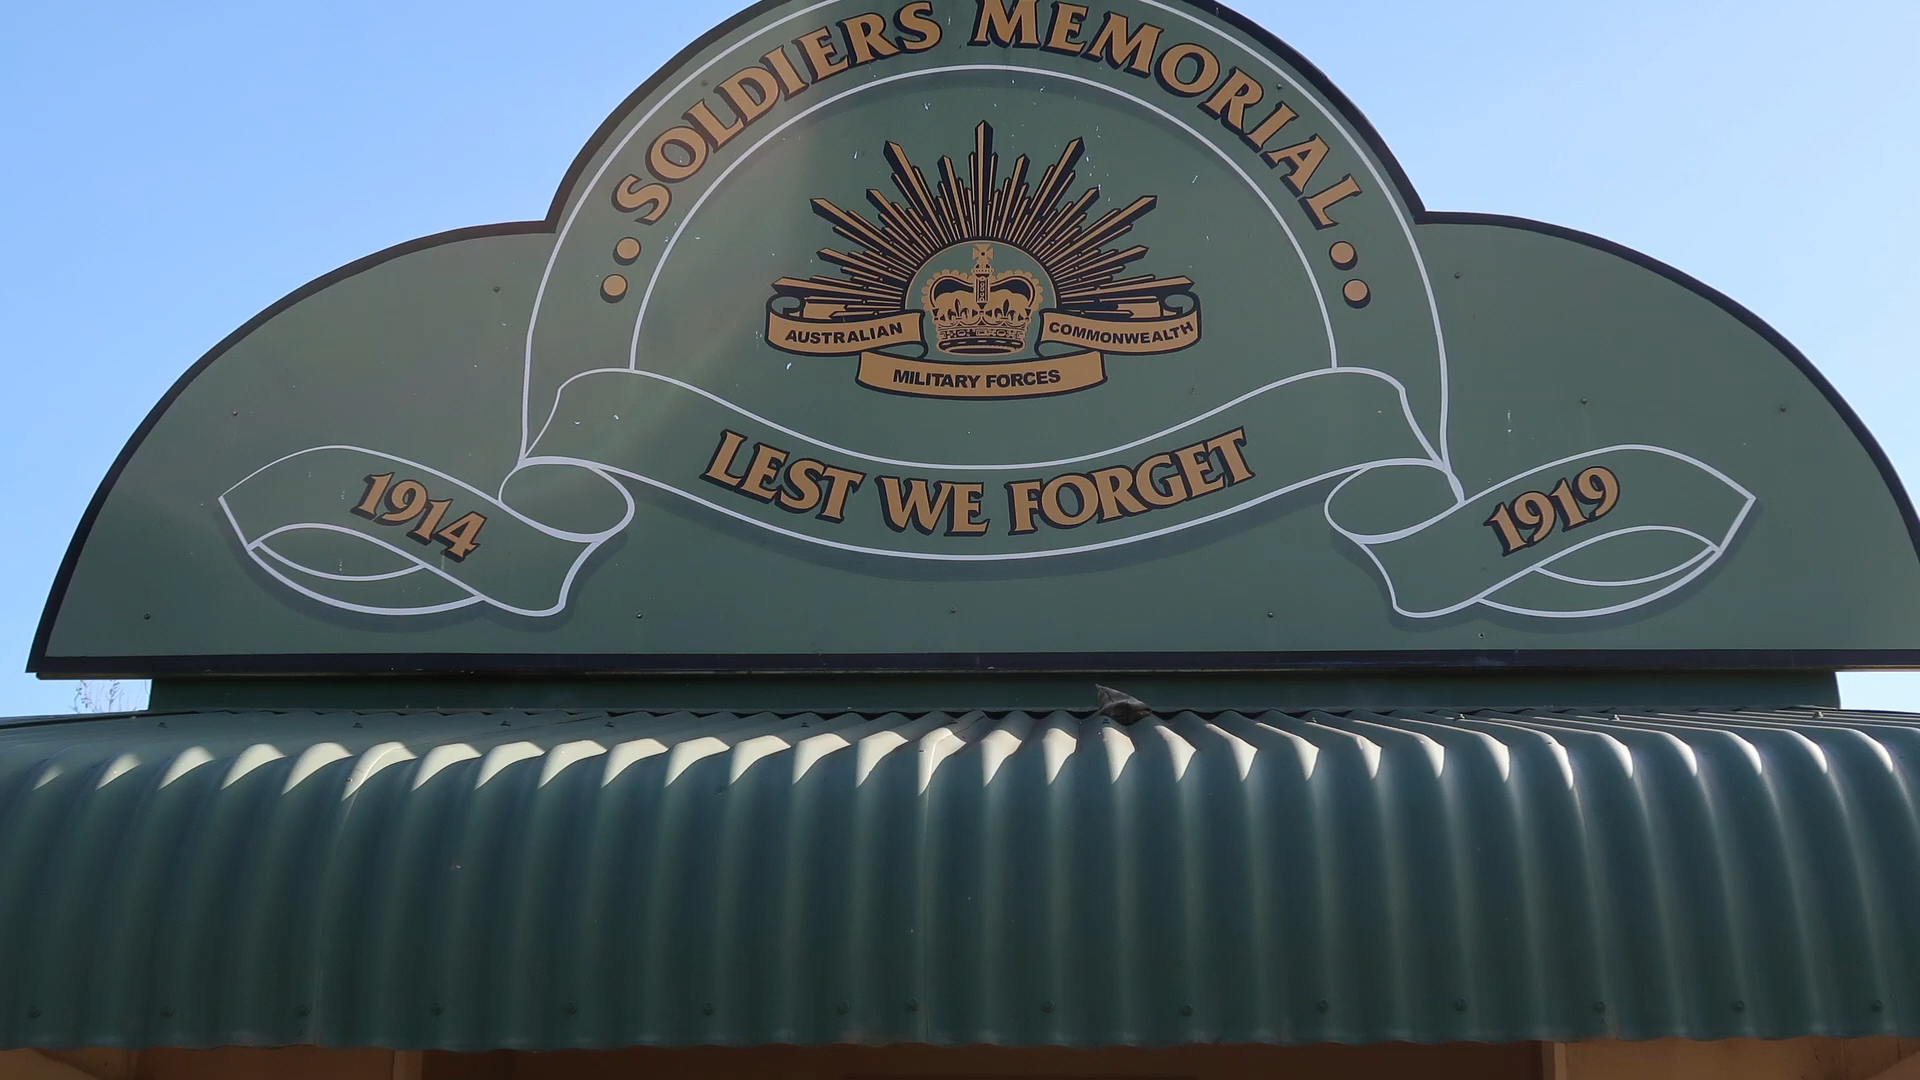 SOLDIERS MEMORIAL
AUSTRALIAN COMMONWEALTH
MILITARY FORCES
LEST WE FORGET
1914
1919